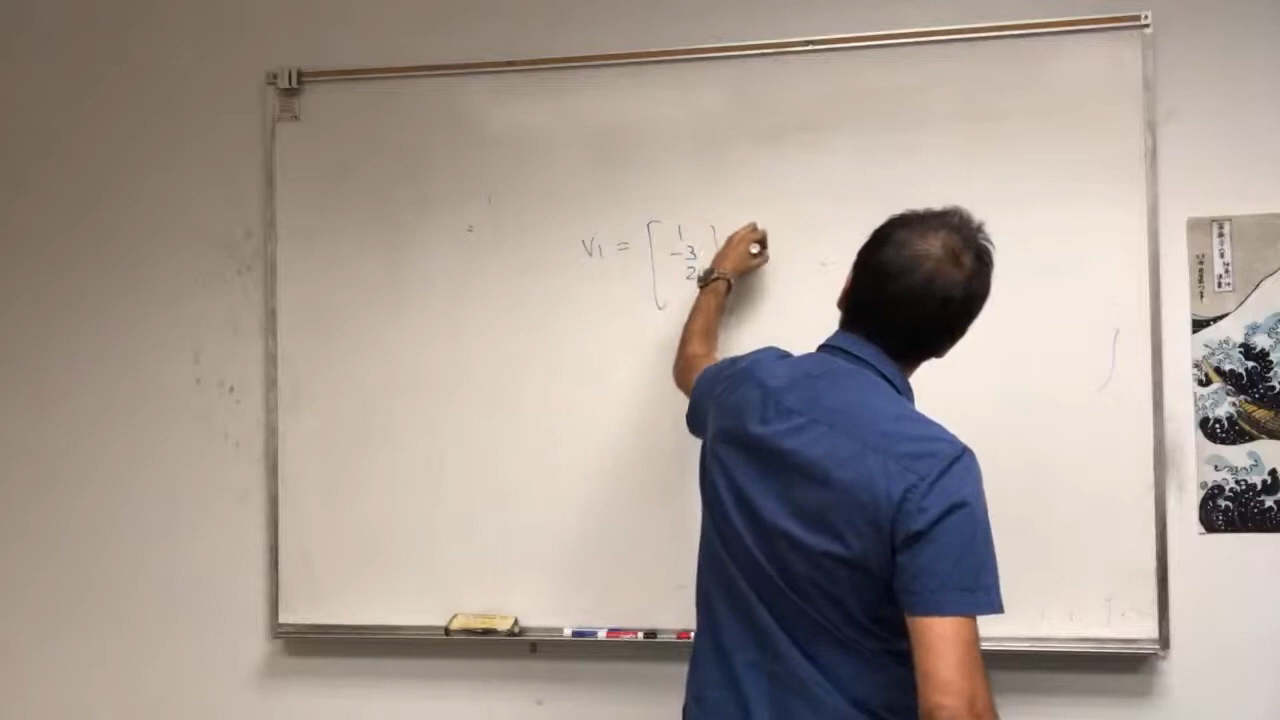 V₁ = [ 1
-3
2 ]